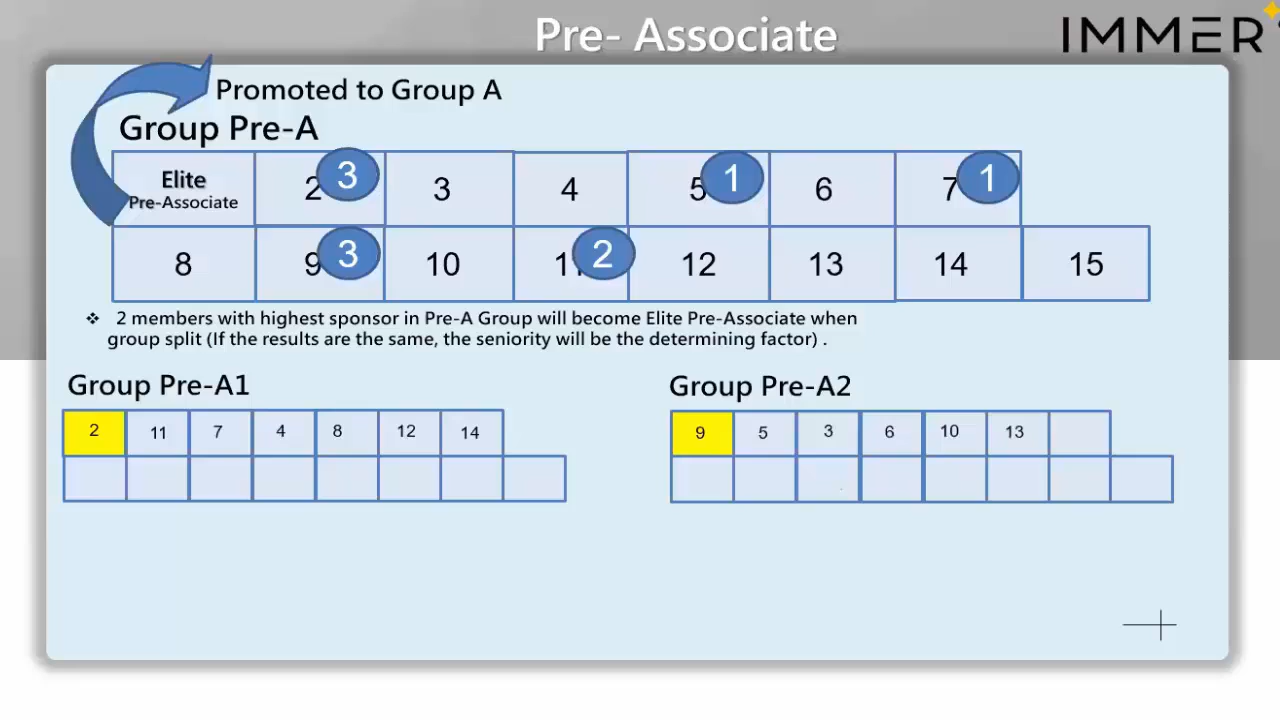 Pre- Associate
IMMER
Promoted to Group A
Group Pre-A
Elite
Pre-Associate
2 3 3 4 5 1 6 7 1
8 9 3 10 11 2 12 13 14 15
❖ 2 members with highest sponsor in Pre-A Group will become Elite Pre-Associate when
group split (If the results are the same, the seniority will be the determining factor) .
Group Pre-A1
2 11 7 4 8 12 14
Group Pre-A2
9 5 3 6 10 13